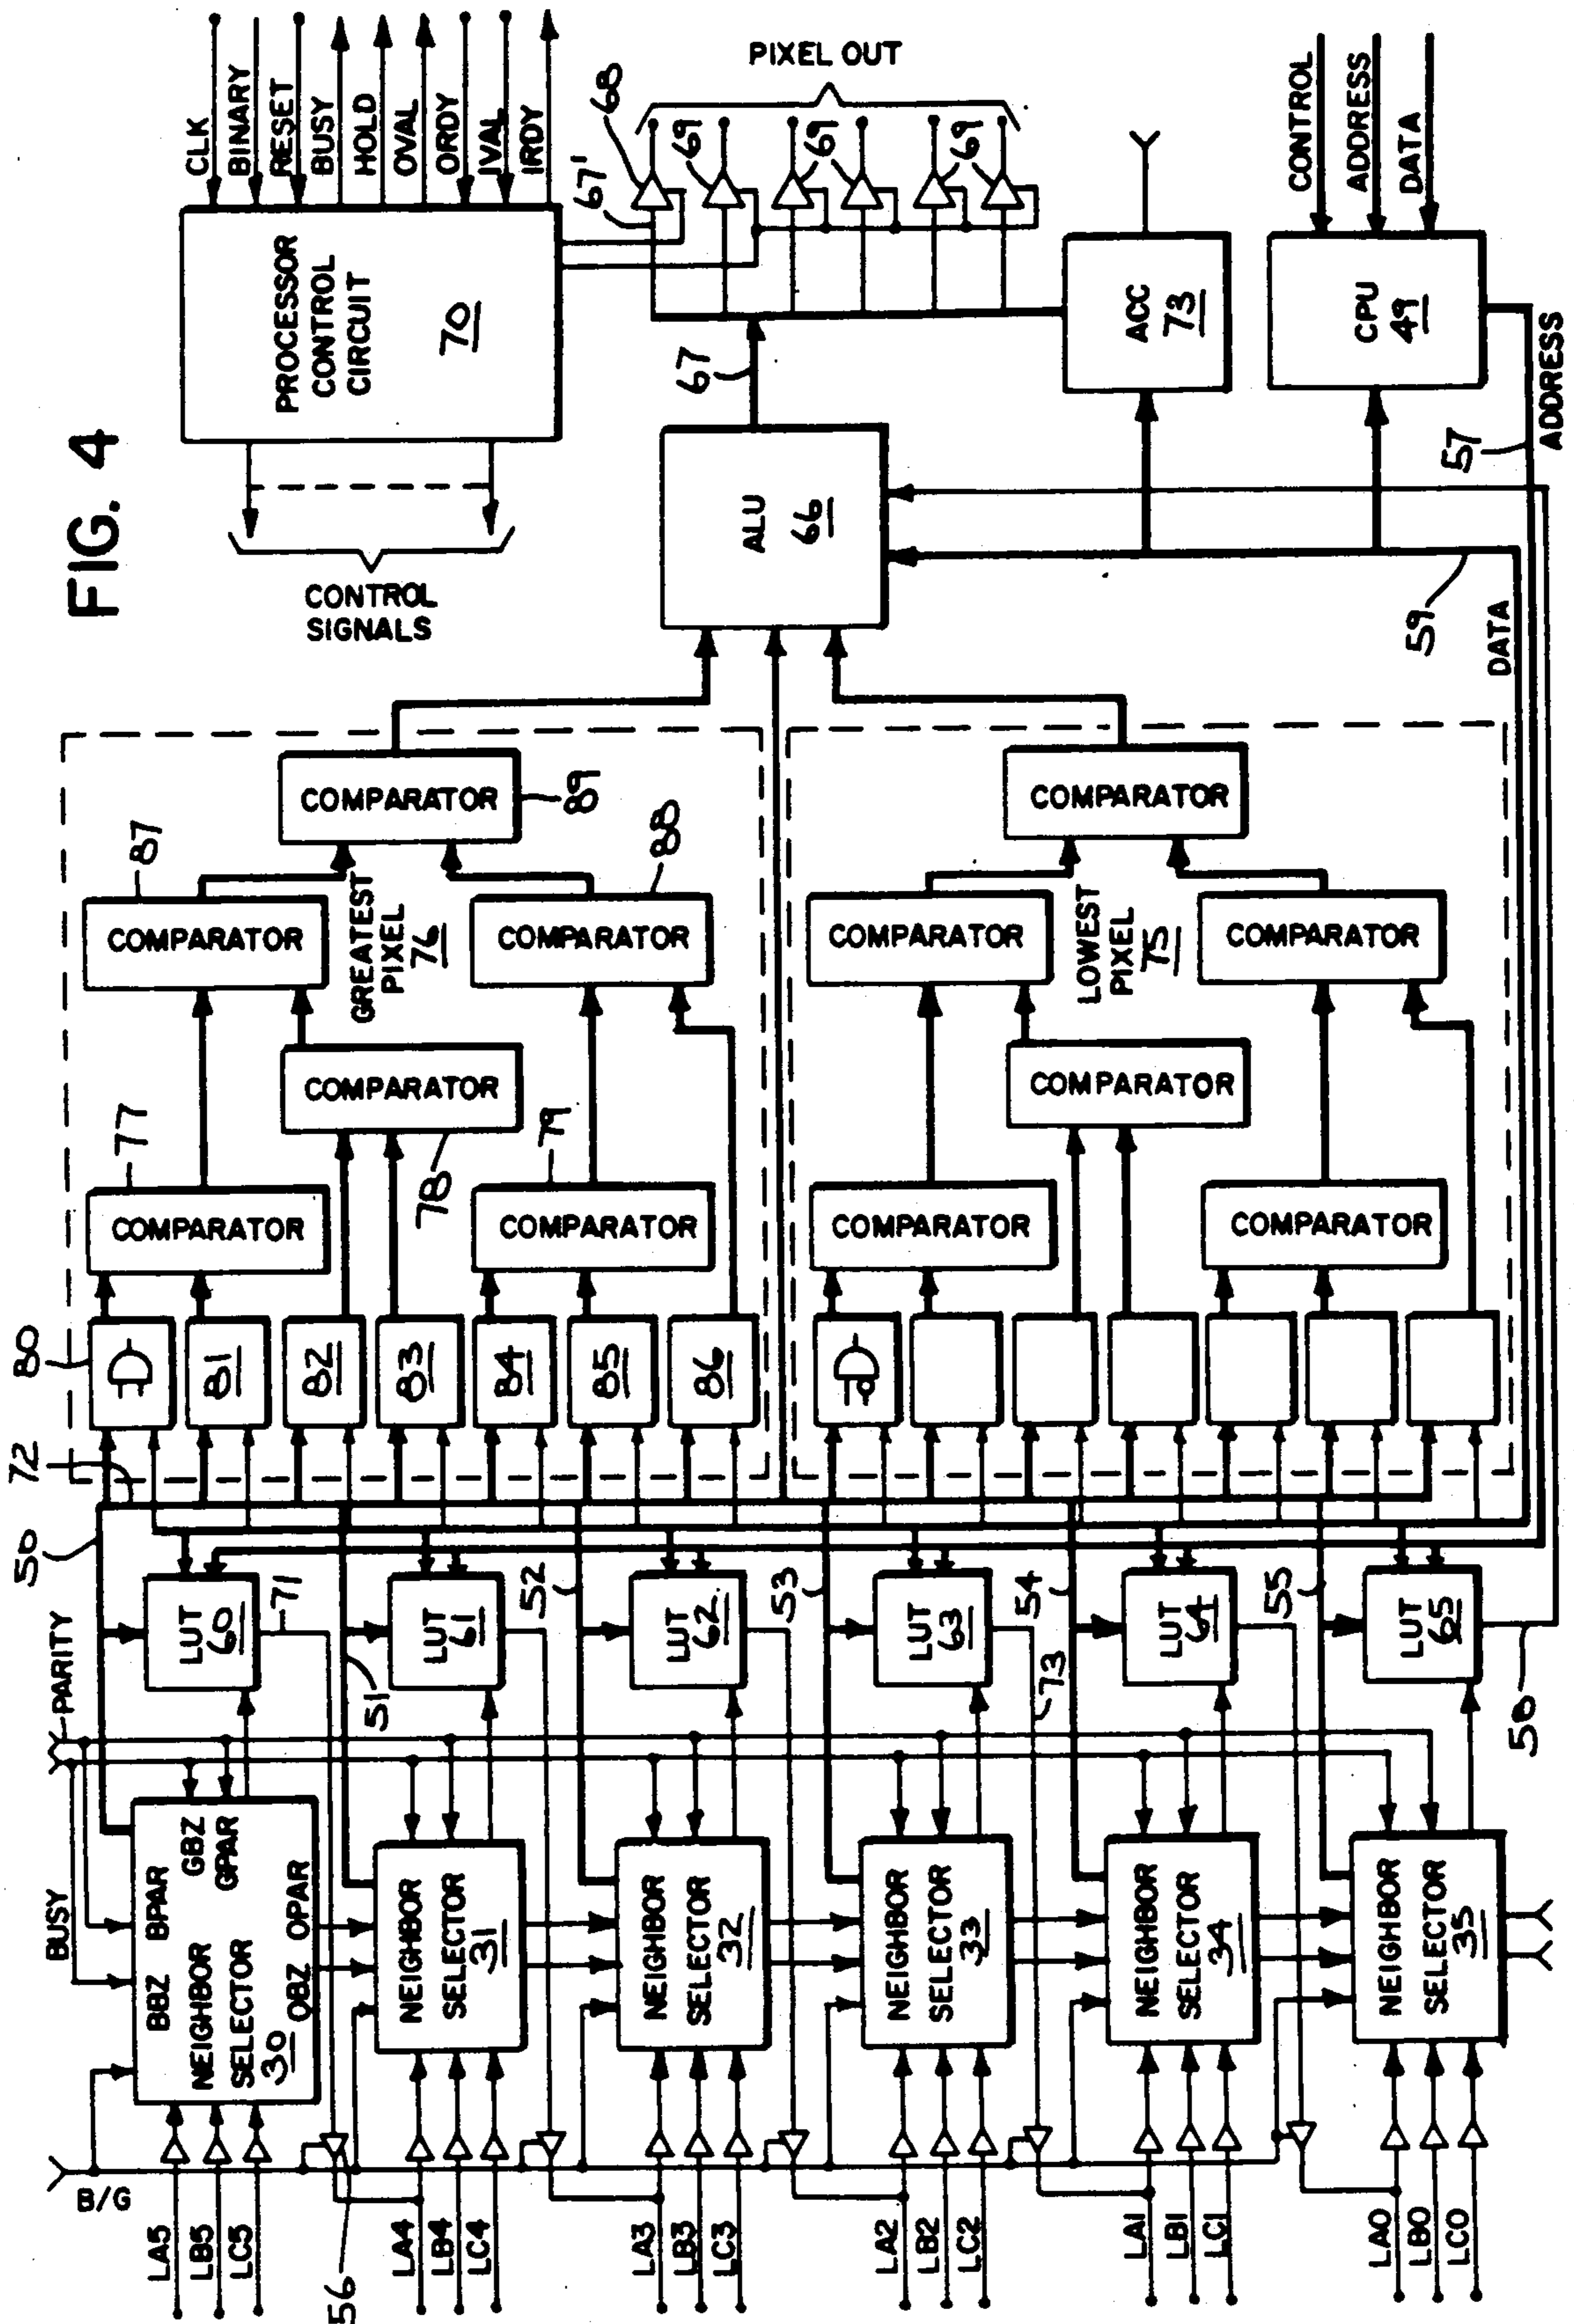 FIG. 4
CLK
BINARY
RESET
BUSY
HOLD
OVAL
ORDY
IVAL
IRDY
PROCESSOR
CONTROL
CIRCUIT
70
CONTROL
SIGNALS
67'
68
69
69
69
PIXEL OUT
67
ALU
66
ACC
73
CPU
49
CONTROL
ADDRESS
DATA
57
ADDRESS
59
DATA
COMPARATOR
89
87
COMPARATOR
GREATEST
PIXEL
76
88
COMPARATOR
COMPARATOR
78
77
COMPARATOR
79
COMPARATOR
80
81
82
83
84
85
86
COMPARATOR
COMPARATOR
LOWEST
PIXEL
75
COMPARATOR
COMPARATOR
COMPARATOR
COMPARATOR
72
50
LUT
60
71
51
LUT
61
52
LUT
62
53
LUT
63
73
54
LUT
64
55
LUT
65
58
PARITY
BUSY
BBZ
BPAR
GBZ
GPAR
NEIGHBOR
SELECTOR
30
OBZ
OPAR
NEIGHBOR
SELECTOR
31
NEIGHBOR
SELECTOR
32
NEIGHBOR
SELECTOR
33
NEIGHBOR
SELECTOR
34
NEIGHBOR
SELECTOR
35
B/G
56
LA5
LB5
LC5
LA4
LB4
LC4
LA3
LB3
LC3
LA2
LB2
LC2
LA1
LB1
LC1
LA0
LB0
LC0